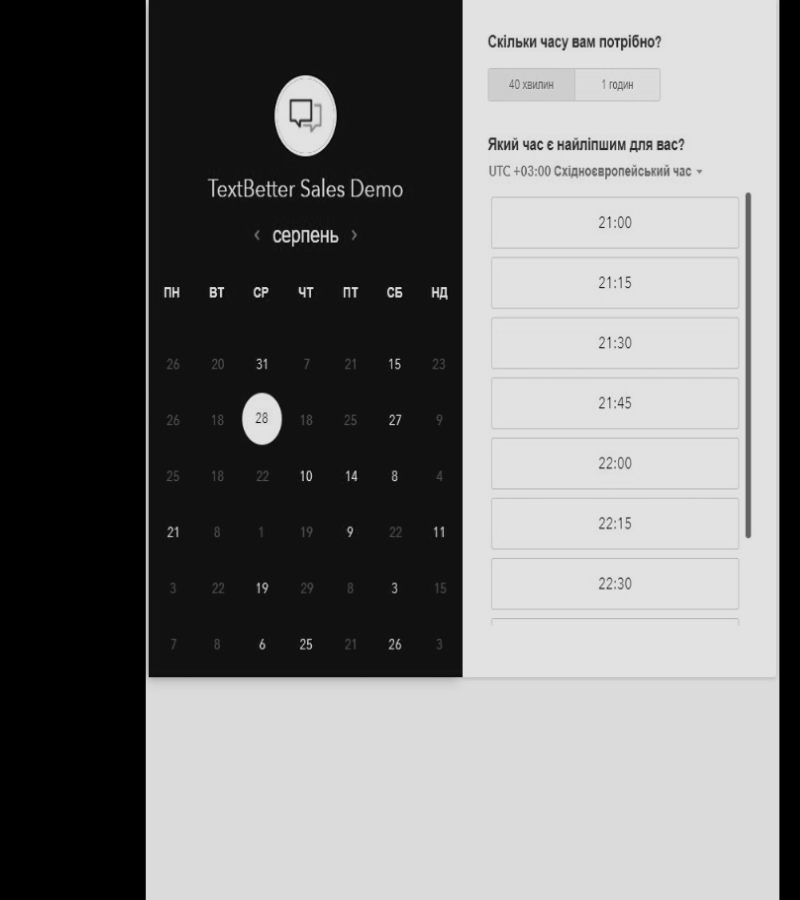 TextBetter Sales Demo
‹ серпень ›
ПН ВТ СР ЧТ ПТ СБ НД
26 20 31 7 21 15 23
26 18 28 18 25 27 9
25 18 22 10 14 8 4
21 8 1 19 9 22 11
3 22 19 29 8 3 15
7 8 6 25 21 26 3
Скільки часу вам потрібно?
40 хвилин 1 годин
Який час є найліпшим для вас?
UTC +03:00 Східноєвропейський час
21:00
21:15
21:30
21:45
22:00
22:15
22:30